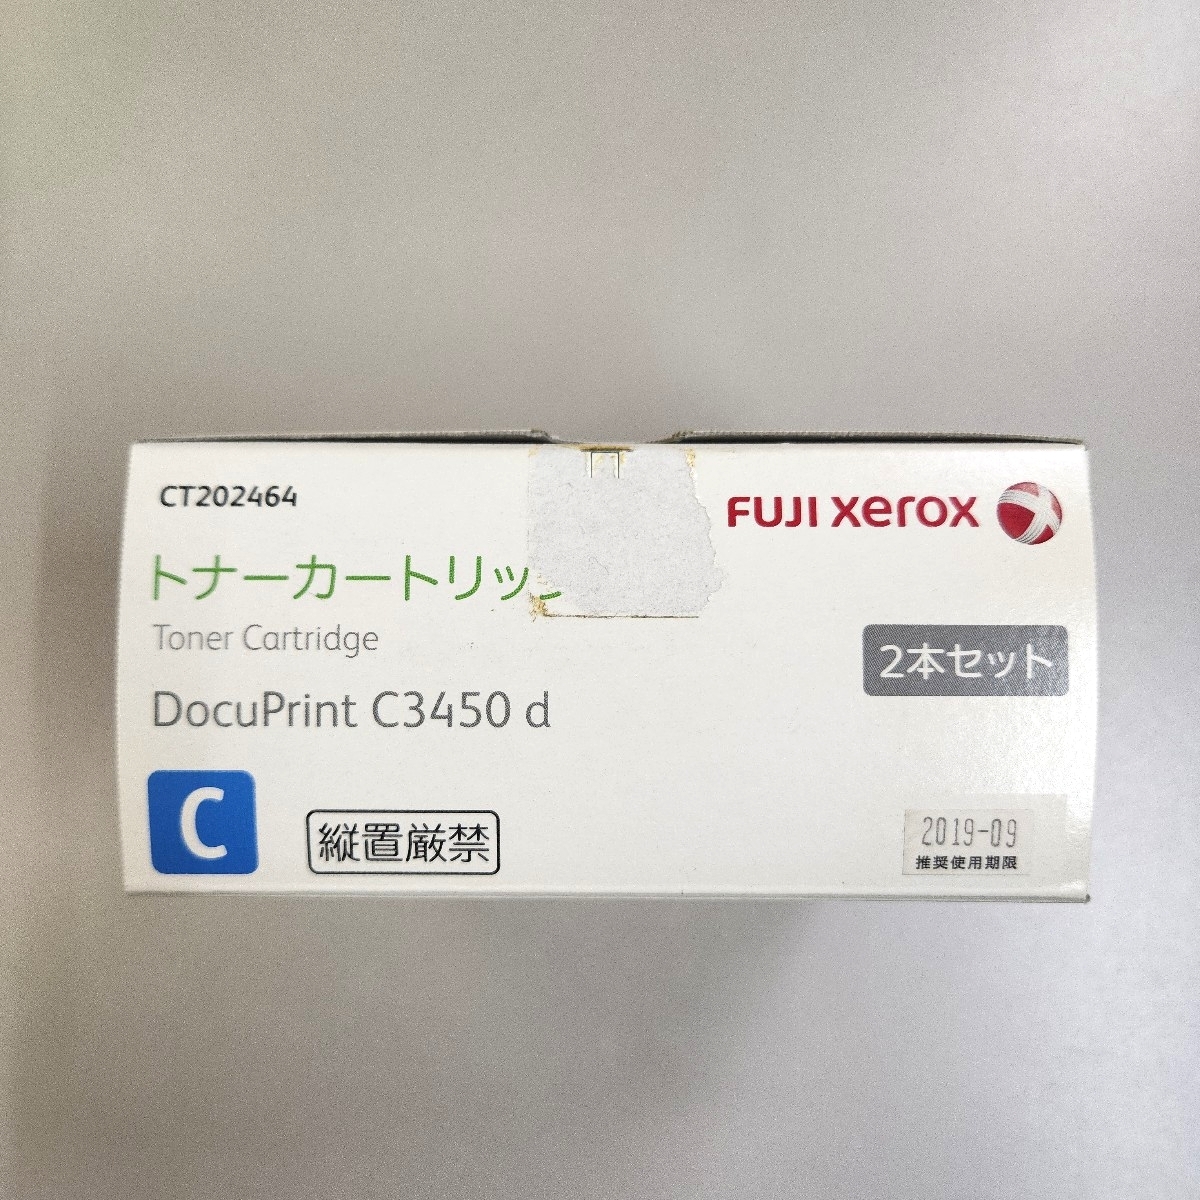 CT202464
FUJI xerox
トナーカートリッ
Toner Cartridge
2本セット
DocuPrint C3450 d
C
縦置厳禁
2019-09
推奨使用期限